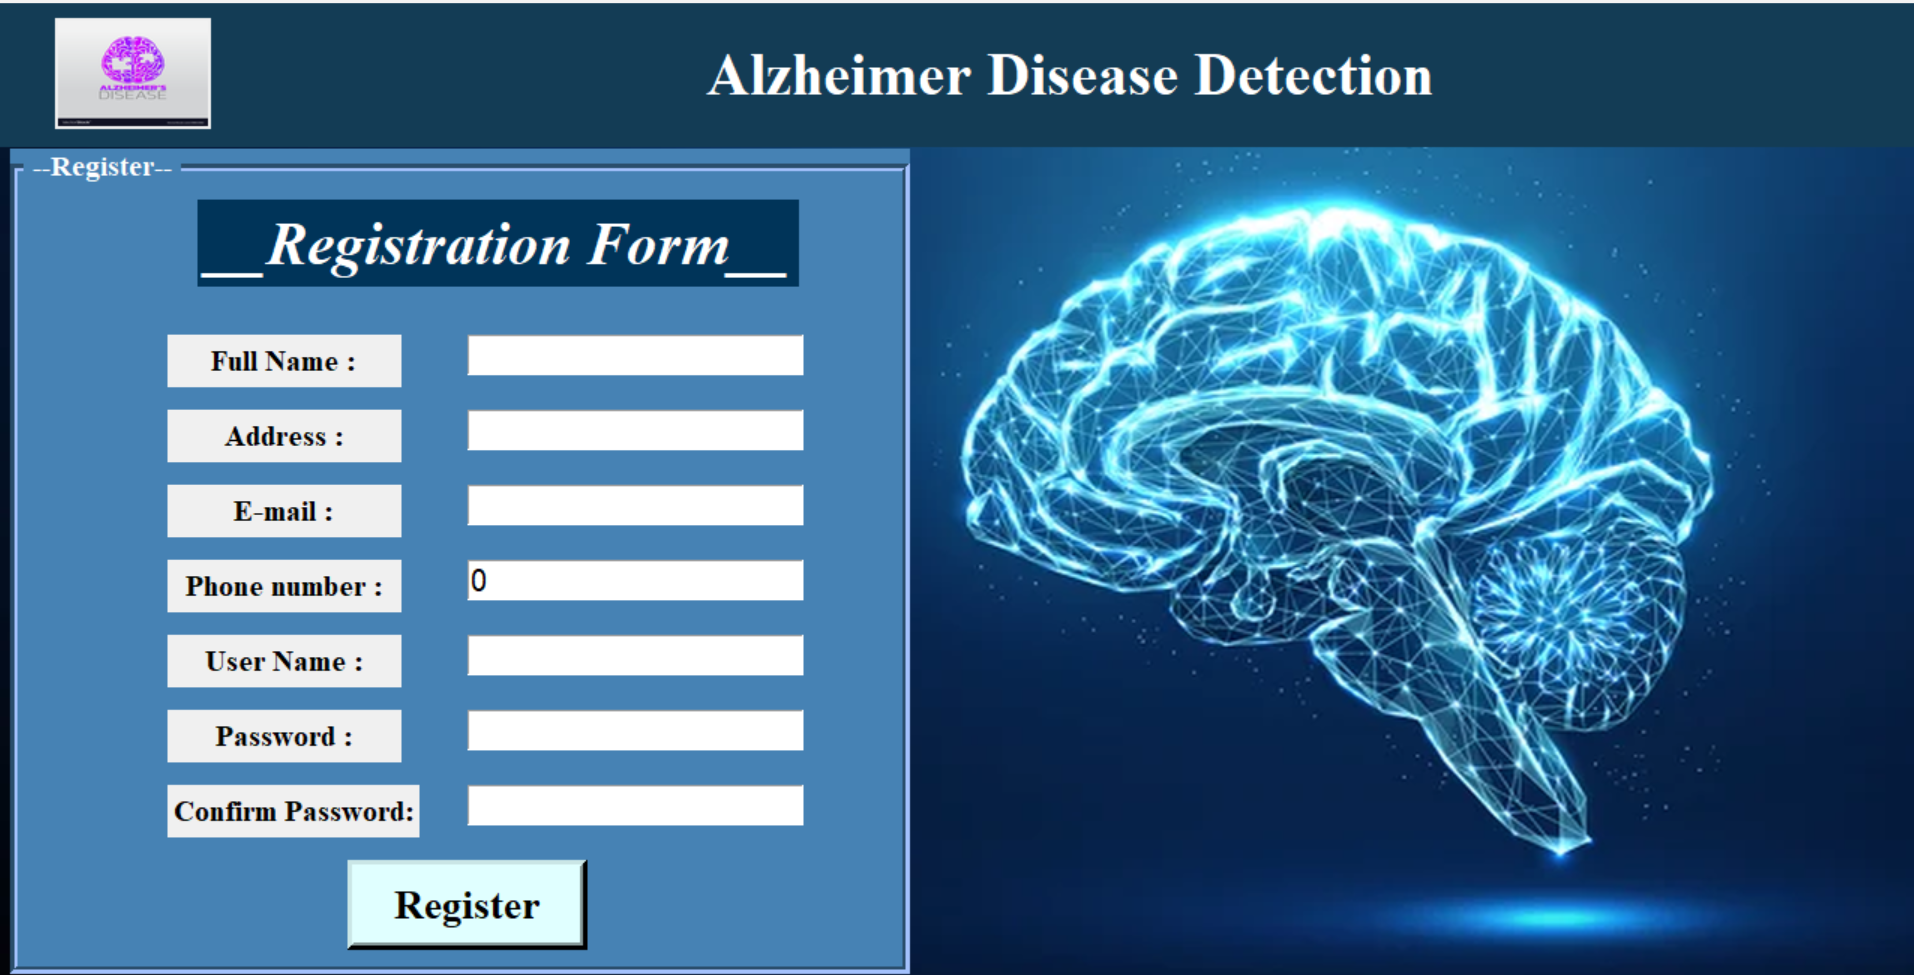 ALZHEIMER'S
DISEASE
Alzheimer Disease Detection
--Register--
__Registration Form__
Full Name :
Address :
E-mail :
Phone number :
0
User Name :
Password :
Confirm Password:
Register